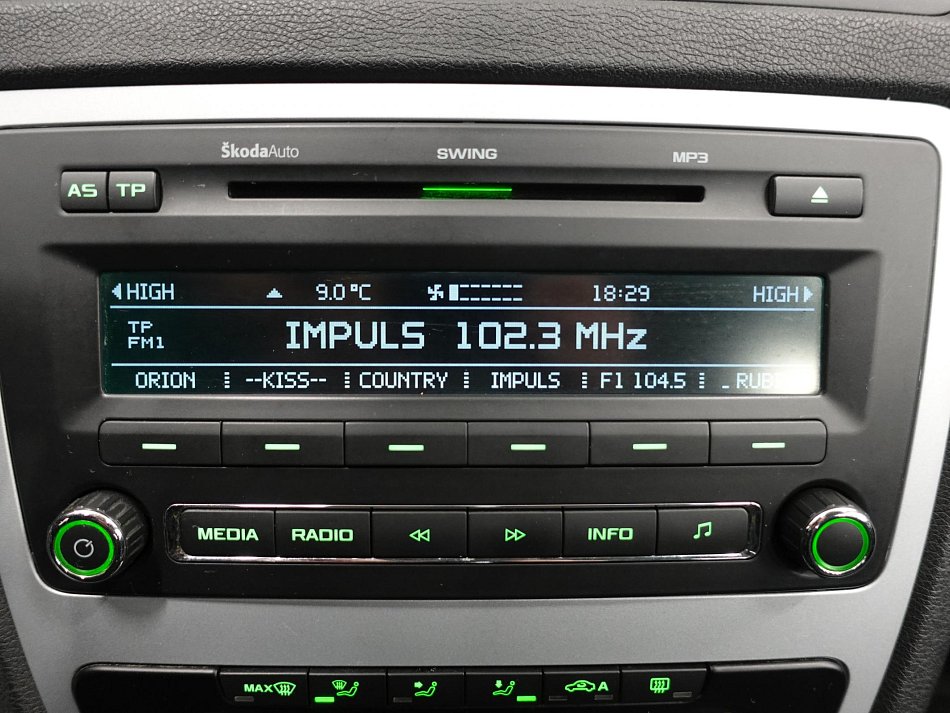 ŠkodaAuto SWING MP3
AS TP
HIGH 9.0 °C 18:29 HIGH
TP
FM1
IMPULS 102.3 MHz
ORION --KISS-- COUNTRY IMPULS F1 104.5
MEDIA RADIO INFO
MAX A